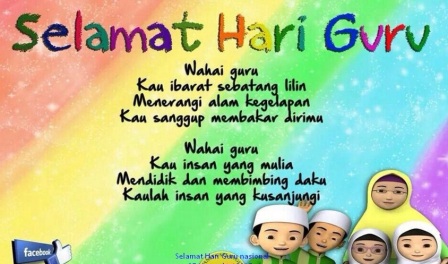 Selamat Hari Guru
Wahai guru
Kau ibarat sebatang lilin
Menerangi alam kegelapan
Kau sanggup membakar dirimu
Wahai guru
Kau insan yang mulia
Mendidik dan membimbing daku
Kaulah insan yang kusanjungi
facebook
Selamat Hari Guru nasional